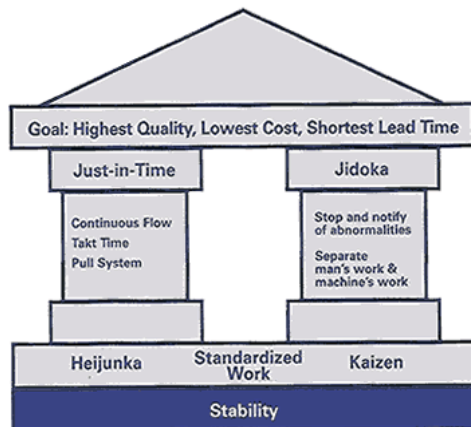 Goal: Highest Quality, Lowest Cost, Shortest Lead Time
Just-in-Time
Continuous Flow
Takt Time
Pull System
Jidoka
Stop and notify
of abnormalities
Separate
man's work &
machine's work
Heijunka
Standardized
Work
Kaizen
Stability